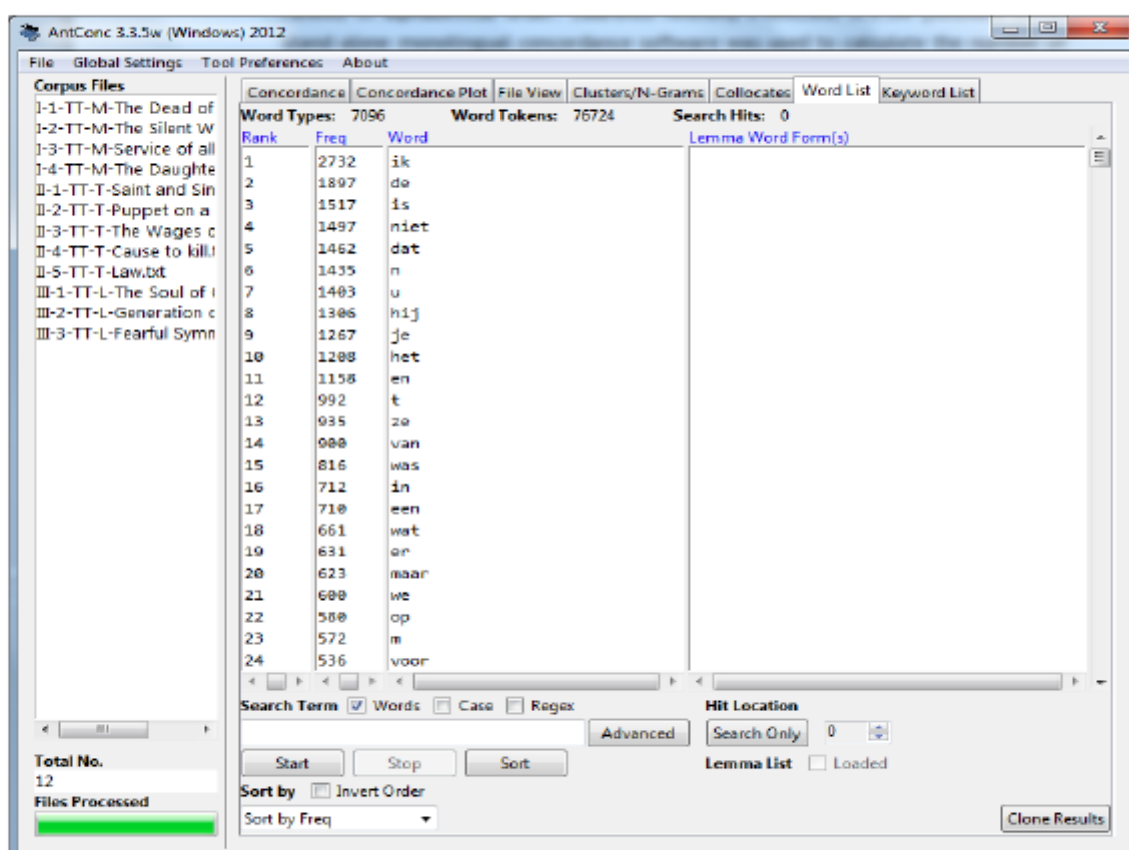 AntConc 3.3.5w (Windows) 2012
File Global Settings Tool Preferences About
Corpus Files
I-1-TT-M-The Dead of
I-2-TT-M-The Silent W
I-3-TT-M-Service of all
I-4-TT-M-The Daughte
II-1-TT-T-Saint and Sin
II-2-TT-T-Puppet on a
II-3-TT-T-The Wages o
II-4-TT-T-Cause to kill.t
II-5-TT-T-Law.txt
III-1-TT-L-The Soul of
III-2-TT-L-Generation o
III-3-TT-L-Fearful Symm
Total No.
12
Files Processed
Concordance Concordance Plot File View Clusters/N-Grams Collocates Word List Keyword List
Word Types: 7096 Word Tokens: 76724 Search Hits: 0
Rank Freq Word Lemma Word Form(s)
1 2732 ik
2 1897 de
3 1517 is
4 1497 niet
5 1462 dat
6 1435 n
7 1403 u
8 1306 hij
9 1267 je
10 1208 het
11 1158 en
12 992 t
13 935 ze
14 900 van
15 816 was
16 712 in
17 710 een
18 661 wat
19 631 er
20 623 maar
21 600 we
22 580 op
23 572 m
24 536 voor
Search Term Words Case Regex Hit Location
Advanced Search Only 0
Start Stop Sort Lemma List Loaded
Sort by Invert Order
Sort by Freq Clone Results